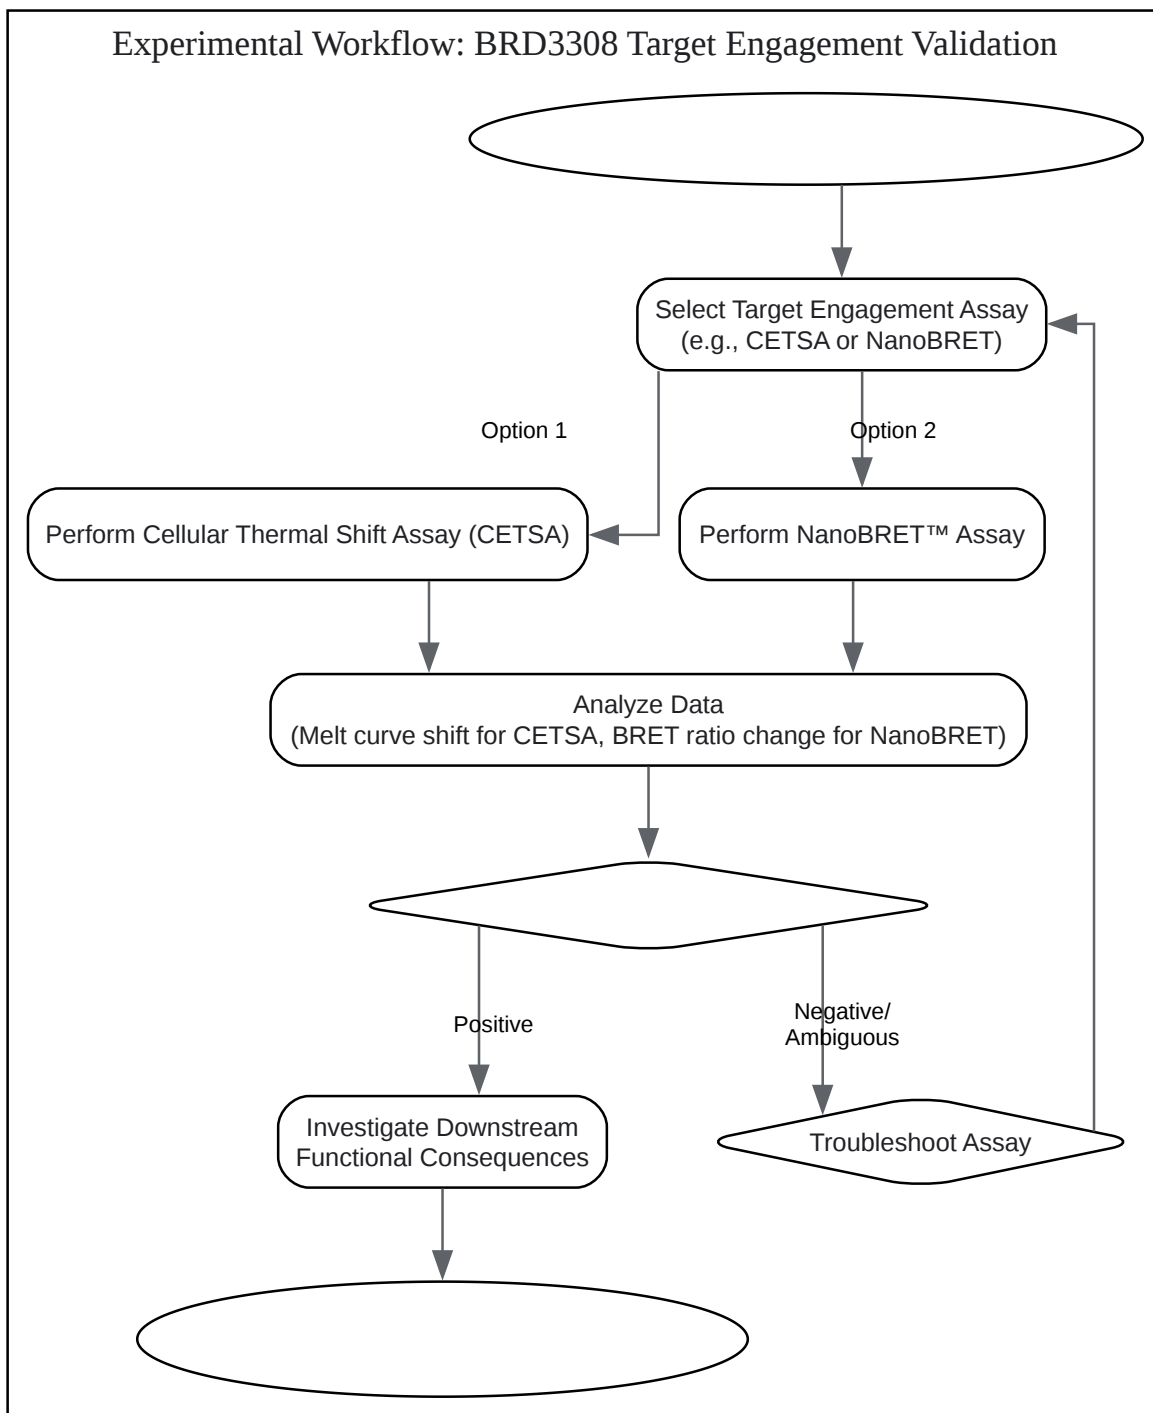 Experimental Workflow: BRD3308 Target Engagement Validation
Select Target Engagement Assay
(e.g., CETSA or NanoBRET)
Option 1
Option 2
Perform Cellular Thermal Shift Assay (CETSA)
Perform NanoBRET™ Assay
Analyze Data
(Melt curve shift for CETSA, BRET ratio change for NanoBRET)
Positive
Negative/
Ambiguous
Investigate Downstream
Functional Consequences
Troubleshoot Assay